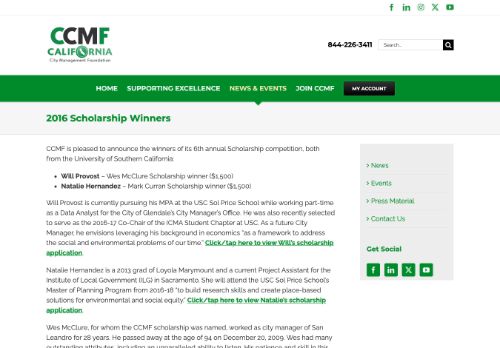 CCMF
CALIFORNIA
City Management Foundation
844-226-3411
Search...
HOME SUPPORTING EXCELLENCE NEWS & EVENTS JOIN CCMF MY ACCOUNT
2016 Scholarship Winners
CCMF is pleased to announce the winners of its 6th annual Scholarship competition, both
from the University of Southern California:
• Will Provost – Wes McClure Scholarship winner ($1,500)
• Natalie Hernandez – Mark Curran Scholarship winner ($1,500)
Will Provost is currently pursuing his MPA at the USC Sol Price School while working part-time
as a Data Analyst for the City of Glendale's City Manager's Office. He was also recently selected
to serve as the 2016-17 Co-Chair of the ICMA Student Chapter at USC. As a future City
Manager, he envisions leveraging his background in economics "as a framework to address
the social and environmental problems of our time." Click/tap here to view Will's scholarship
application.
Natalie Hernandez is a 2013 grad of Loyola Marymount and a current Project Assistant for the
Institute of Local Government (ILG) in Sacramento. She will attend the USC Sol Price School's
Master of Planning Program from 2016-18 "to build research skills and create place-based
solutions for environmental and social equity." Click/tap here to view Natalie's scholarship
application.
Wes McClure, for whom the CCMF scholarship was named, worked as city manager of San
Leandro for 28 years. He passed away at the age of 94 on December 20, 2009. Wes had many
outstanding attributes, including an unparalleled ability to listen. His patience and skill in this
> News
> Events
> Press Material
> Contact Us
Get Social